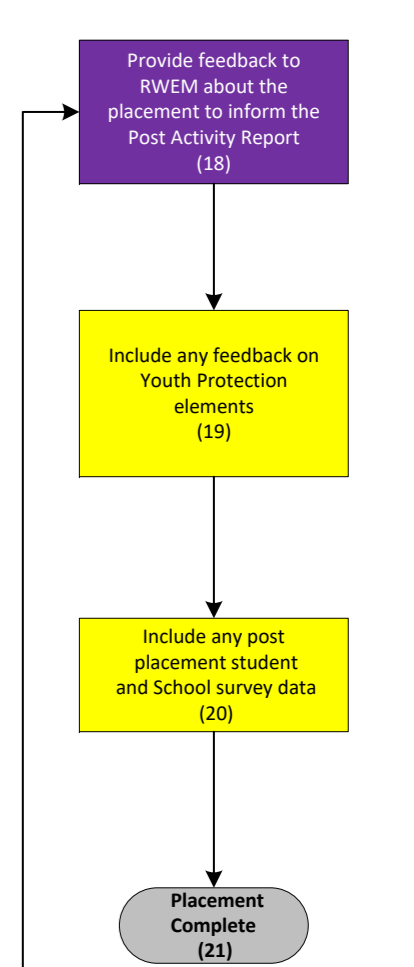 Provide feedback to
RWEM about the
placement to inform the
Post Activity Report
(18)
Include any feedback on
Youth Protection
elements
(19)
Include any post
placement student
and School survey data
(20)
Placement
Complete
(21)